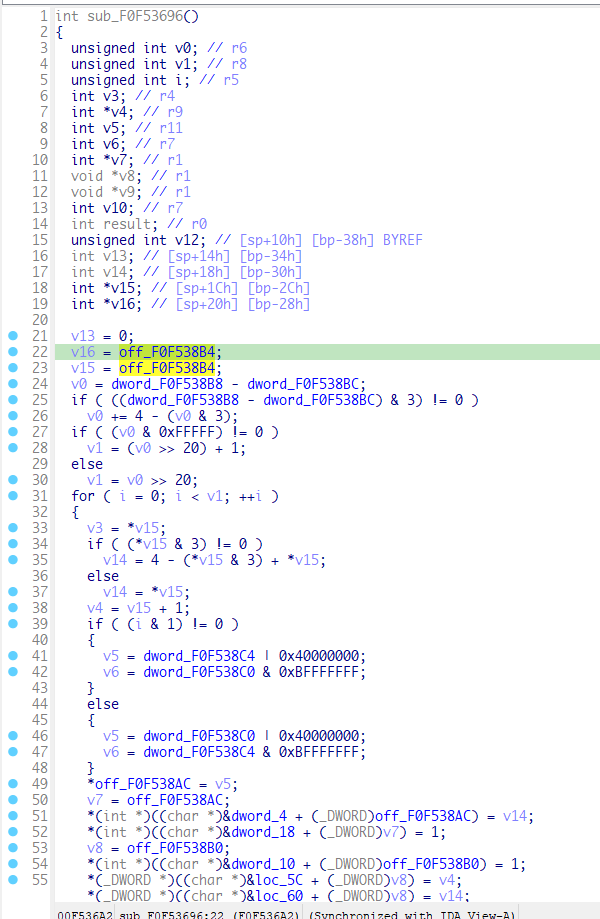 1 int sub_F0F53696()
2 {
3 unsigned int v0; // r6
4 unsigned int v1; // r8
5 unsigned int i; // r5
6 int v3; // r4
7 int *v4; // r9
8 int v5; // r11
9 int v6; // r7
10 int *v7; // r1
11 void *v8; // r1
12 void *v9; // r1
13 int v10; // r7
14 int result; // r0
15 unsigned int v12; // [sp+10h] [bp-38h] BYREF
16 int v13; // [sp+14h] [bp-34h]
17 int v14; // [sp+18h] [bp-30h]
18 int *v15; // [sp+1Ch] [bp-2Ch]
19 int *v16; // [sp+20h] [bp-28h]
20
21 v13 = 0;
22 v16 = off_F0F538B4;
23 v15 = off_F0F538B4;
24 v0 = dword_F0F538B8 - dword_F0F538BC;
25 if ( ((dword_F0F538B8 - dword_F0F538BC) & 3) != 0 )
26 v0 += 4 - (v0 & 3);
27 if ( (v0 & 0xFFFFF) != 0 )
28 v1 = (v0 >> 20) + 1;
29 else
30 v1 = v0 >> 20;
31 for ( i = 0; i < v1; ++i )
32 {
33 v3 = *v15;
34 if ( (*v15 & 3) != 0 )
35 v14 = 4 - (*v15 & 3) + *v15;
36 else
37 v14 = *v15;
38 v4 = v15 + 1;
39 if ( (i & 1) != 0 )
40 {
41 v5 = dword_F0F538C4 | 0x40000000;
42 v6 = dword_F0F538C0 & 0xBFFFFFFF;
43 }
44 else
45 {
46 v5 = dword_F0F538C0 | 0x40000000;
47 v6 = dword_F0F538C4 & 0xBFFFFFFF;
48 }
49 *off_F0F538AC = v5;
50 v7 = off_F0F538AC;
51 *(int *)((char *)&dword_4 + (_DWORD)off_F0F538AC) = v14;
52 *(int *)((char *)&dword_18 + (_DWORD)v7) = 1;
53 v8 = off_F0F538B0;
54 *(int *)((char *)&dword_10 + (_DWORD)off_F0F538B0) = 1;
55 *(_DWORD *)((char *)&loc_5C + (_DWORD)v8) = v4;
*(_DWORD *)((char *)&loc_60 + (_DWORD)v8) = v14;
00F536A2 sub_F0F53696:22 (F0F536A2) (Synchronized with IDA View-A)